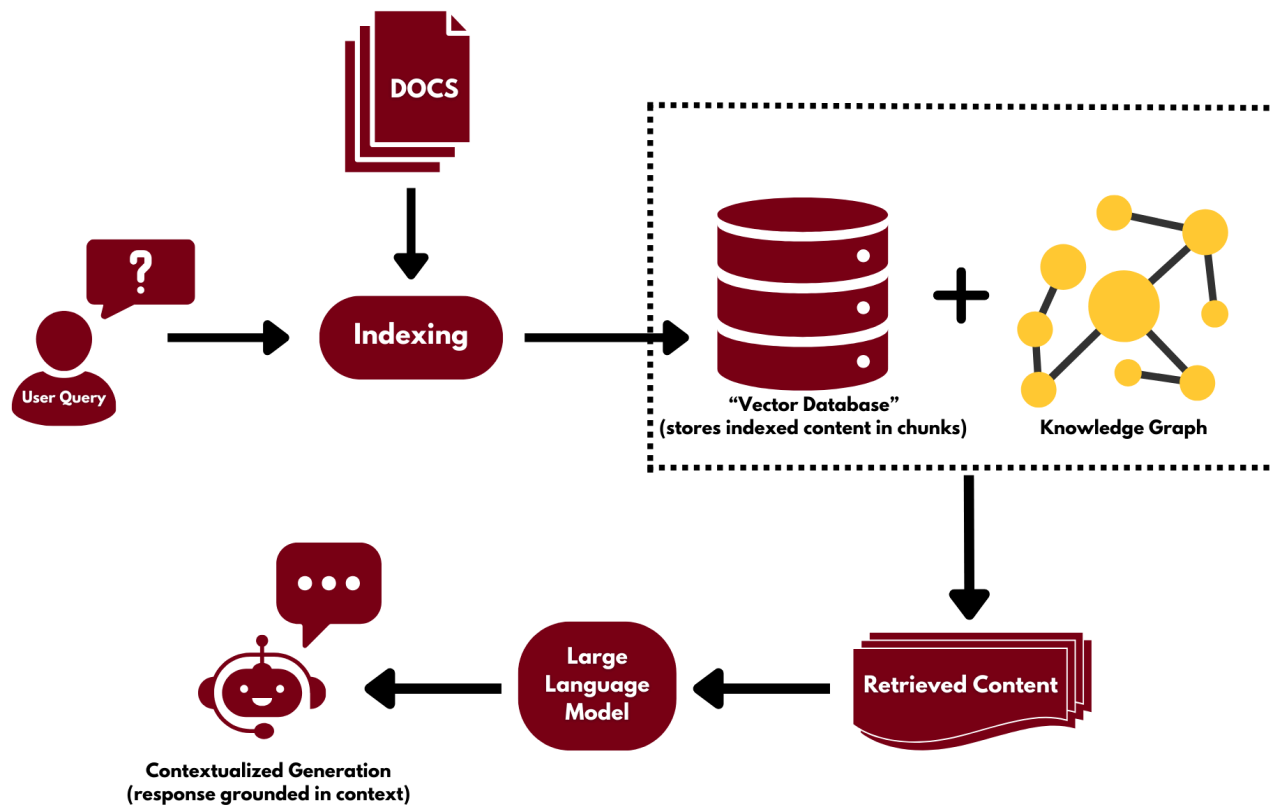 DOCS
?
User Query
Indexing
“Vector Database”
(stores indexed content in chunks)
Knowledge Graph
Retrieved Content
Large
Language
Model
Contextualized Generation
(response grounded in context)